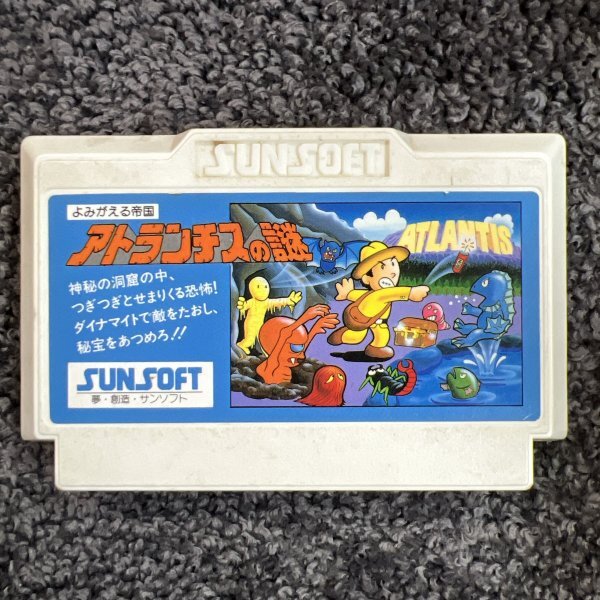 SUNSOFT
よみがえる帝国
アトランチスの謎
ATLANTIS
神秘の洞窟の中、
つぎつぎとせまりくる恐怖!
ダイナマイトで敵をたおし、
秘宝をあつめろ!!
SUNSOFT
夢・創造・サンソフト